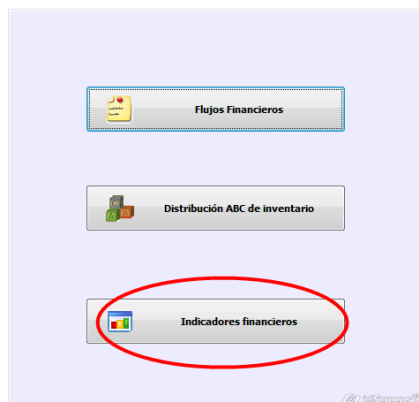 Flujos Financieros
Distribución ABC de inventario
Indicadores financieros